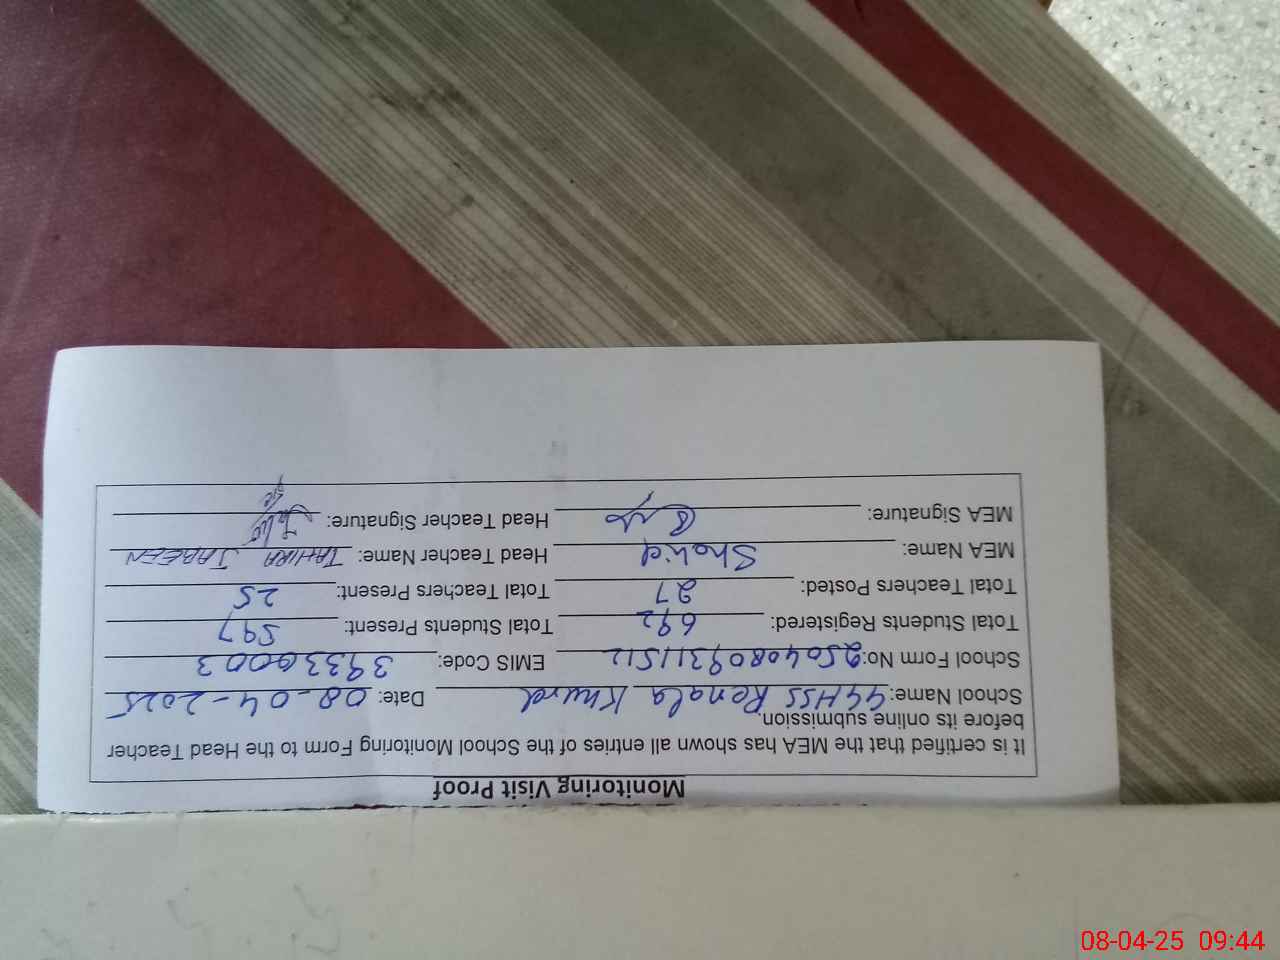 Monitoring Visit Proof
It is certified that the MEA has shown all entries of the School Monitoring Form to the Head Teacher
before its online submission.
School Name: GGHSS Renala Khurd Date: 08-04-2025
School Form No: 25040809311512 EMIS Code: 39330003
Total Students Registered: 692 Total Students Present: 597
Total Teachers Posted: 27 Total Teachers Present: 25
MEA Name: Shahid Head Teacher Name: TAHIRA JABEEN
MEA Signature: Head Teacher Signature:
08-04-25 09:44